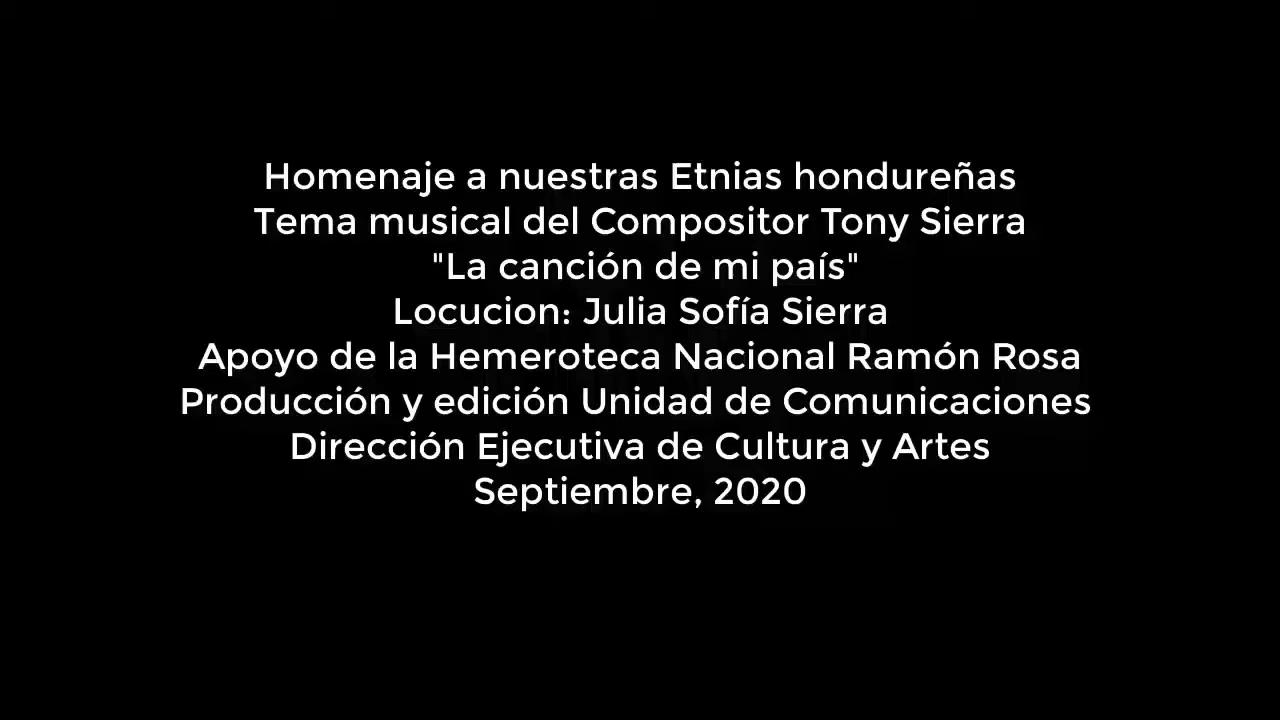 Homenaje a nuestras Etnias hondureñas
Tema musical del Compositor Tony Sierra
"La canción de mi país"
Locucion: Julia Sofía Sierra
Apoyo de la Hemeroteca Nacional Ramón Rosa
Producción y edición Unidad de Comunicaciones
Dirección Ejecutiva de Cultura y Artes
Septiembre, 2020